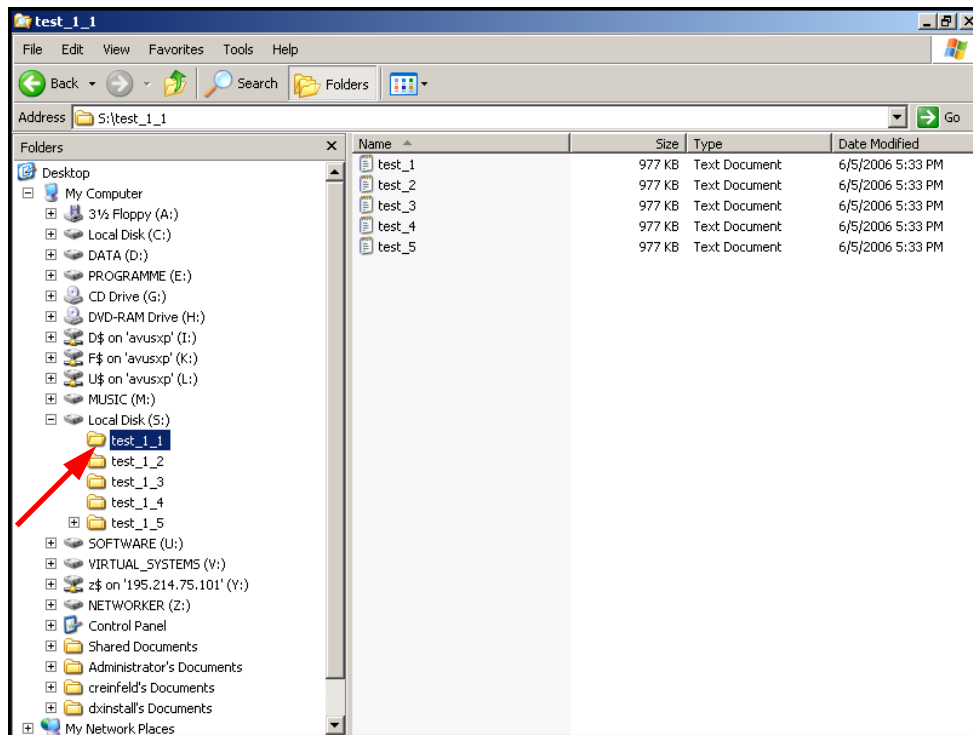 test_1_1
File Edit View Favorites Tools Help
Back Search Folders
Address S:\test_1_1 Go
Folders
Desktop
My Computer
3½ Floppy (A:)
Local Disk (C:)
DATA (D:)
PROGRAMME (E:)
CD Drive (G:)
DVD-RAM Drive (H:)
D$ on 'avusxp' (I:)
F$ on 'avusxp' (K:)
U$ on 'avusxp' (L:)
MUSIC (M:)
Local Disk (S:)
test_1_1
test_1_2
test_1_3
test_1_4
test_1_5
SOFTWARE (U:)
VIRTUAL_SYSTEMS (V:)
z$ on '195.214.75.101' (Y:)
NETWORKER (Z:)
Control Panel
Shared Documents
Administrator's Documents
creinfeld's Documents
dxinstall's Documents
My Network Places
Name Size Type Date Modified
test_1 977 KB Text Document 6/5/2006 5:33 PM
test_2 977 KB Text Document 6/5/2006 5:33 PM
test_3 977 KB Text Document 6/5/2006 5:33 PM
test_4 977 KB Text Document 6/5/2006 5:33 PM
test_5 977 KB Text Document 6/5/2006 5:33 PM